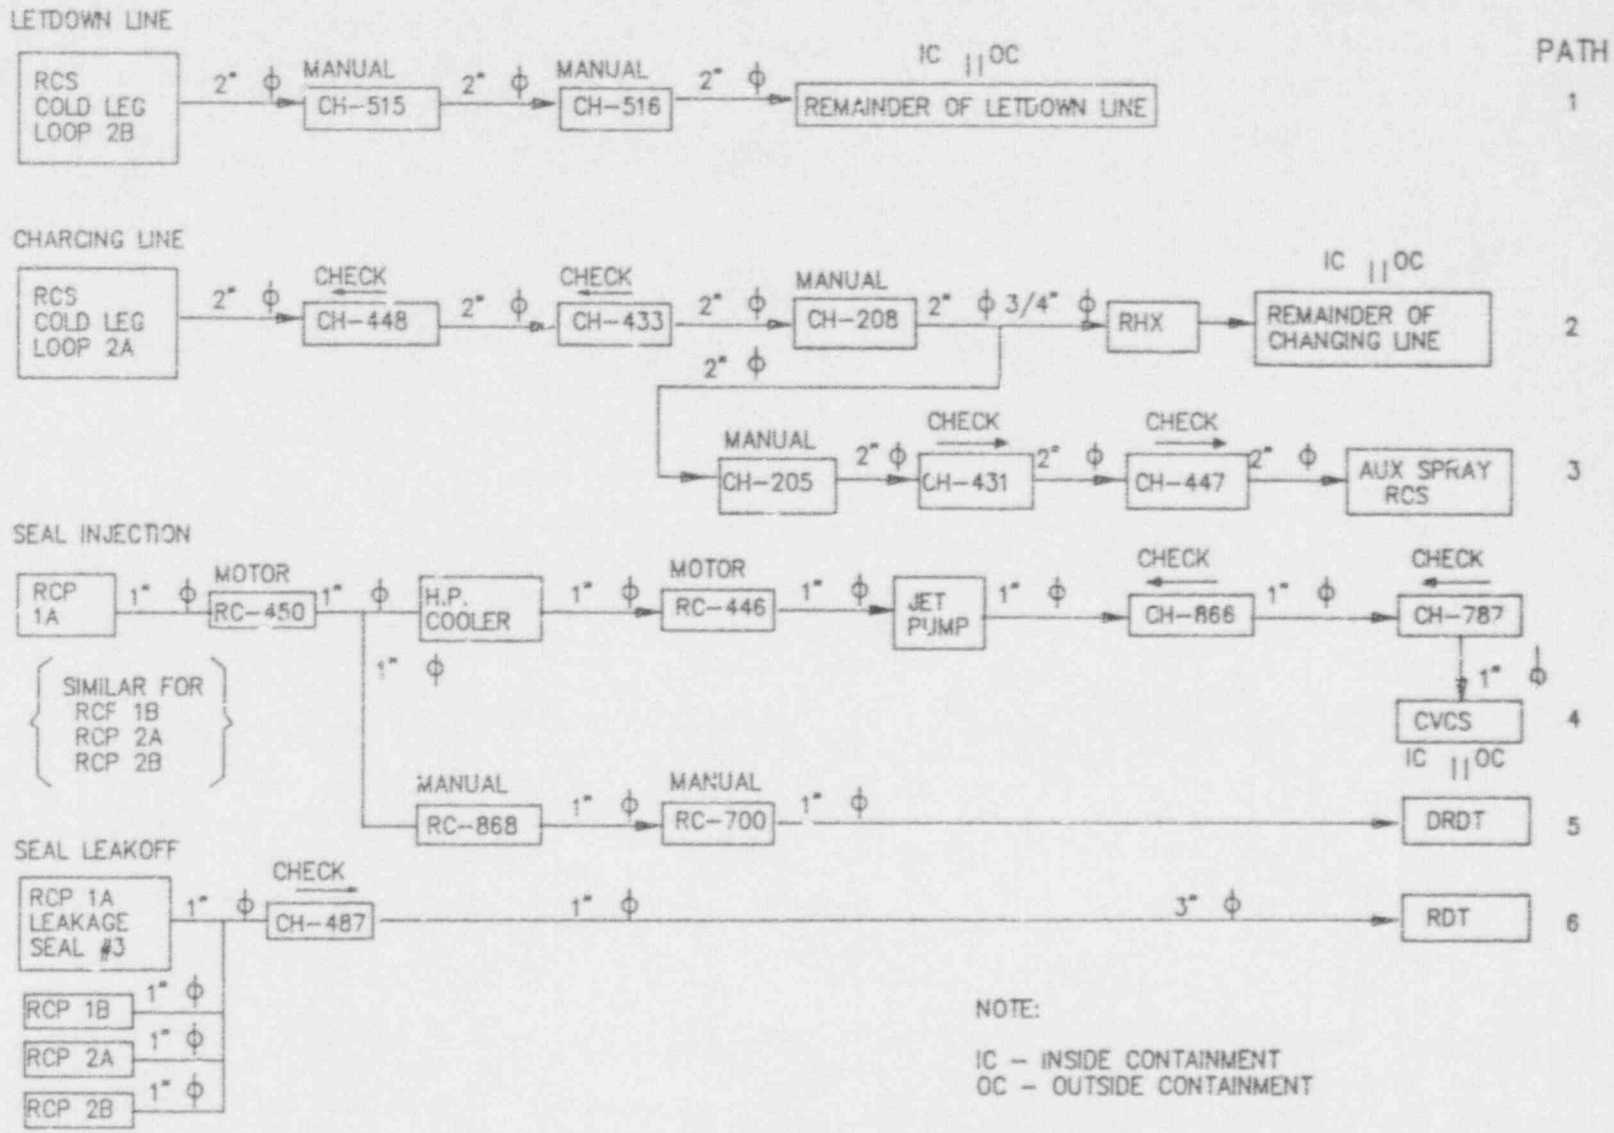 LETDOWN LINE
PATH
RCS
COLD LEG
LOOP 2B
2" ϕ
MANUAL
CH-515
2" ϕ
MANUAL
CH-516
2" ϕ
IC || OC
REMAINDER OF LETDOWN LINE
1
CHARCING LINE
RCS
COLD LEG
LOOP 2A
2" ϕ
CHECK
CH-448
2" ϕ
CHECK
CH-433
2" ϕ
MANUAL
CH-208
2" ϕ
3/4" ϕ
RHX
IC || OC
REMAINDER OF
CHANGING LINE
2
2" ϕ
MANUAL
CH-205
2" ϕ
CHECK
CH-431
2" ϕ
CHECK
CH-447
2" ϕ
AUX SPRAY
RCS
3
SEAL INJECTION
RCP
1A
1" ϕ
MOTOR
RC-450
1" ϕ
H.P.
COOLER
1" ϕ
MOTOR
RC-446
1" ϕ
JET
PUMP
1" ϕ
CHECK
CH-866
1" ϕ
CHECK
CH-787
1" ϕ
1" ϕ
SIMILAR FOR
RCF 1B
RCP 2A
RCP 2B
CVCS
IC || OC
4
MANUAL
RC-868
1" ϕ
MANUAL
RC-700
1" ϕ
DRDT
5
SEAL LEAKOFF
RCP 1A
LEAKAGE
SEAL #3
1" ϕ
CHECK
CH-487
1" ϕ
3" ϕ
RDT
6
RCP 1B
1" ϕ
RCP 2A
1" ϕ
RCP 2B
1" ϕ
NOTE:
IC - INSIDE CONTAINMENT
OC - OUTSIDE CONTAINMENT